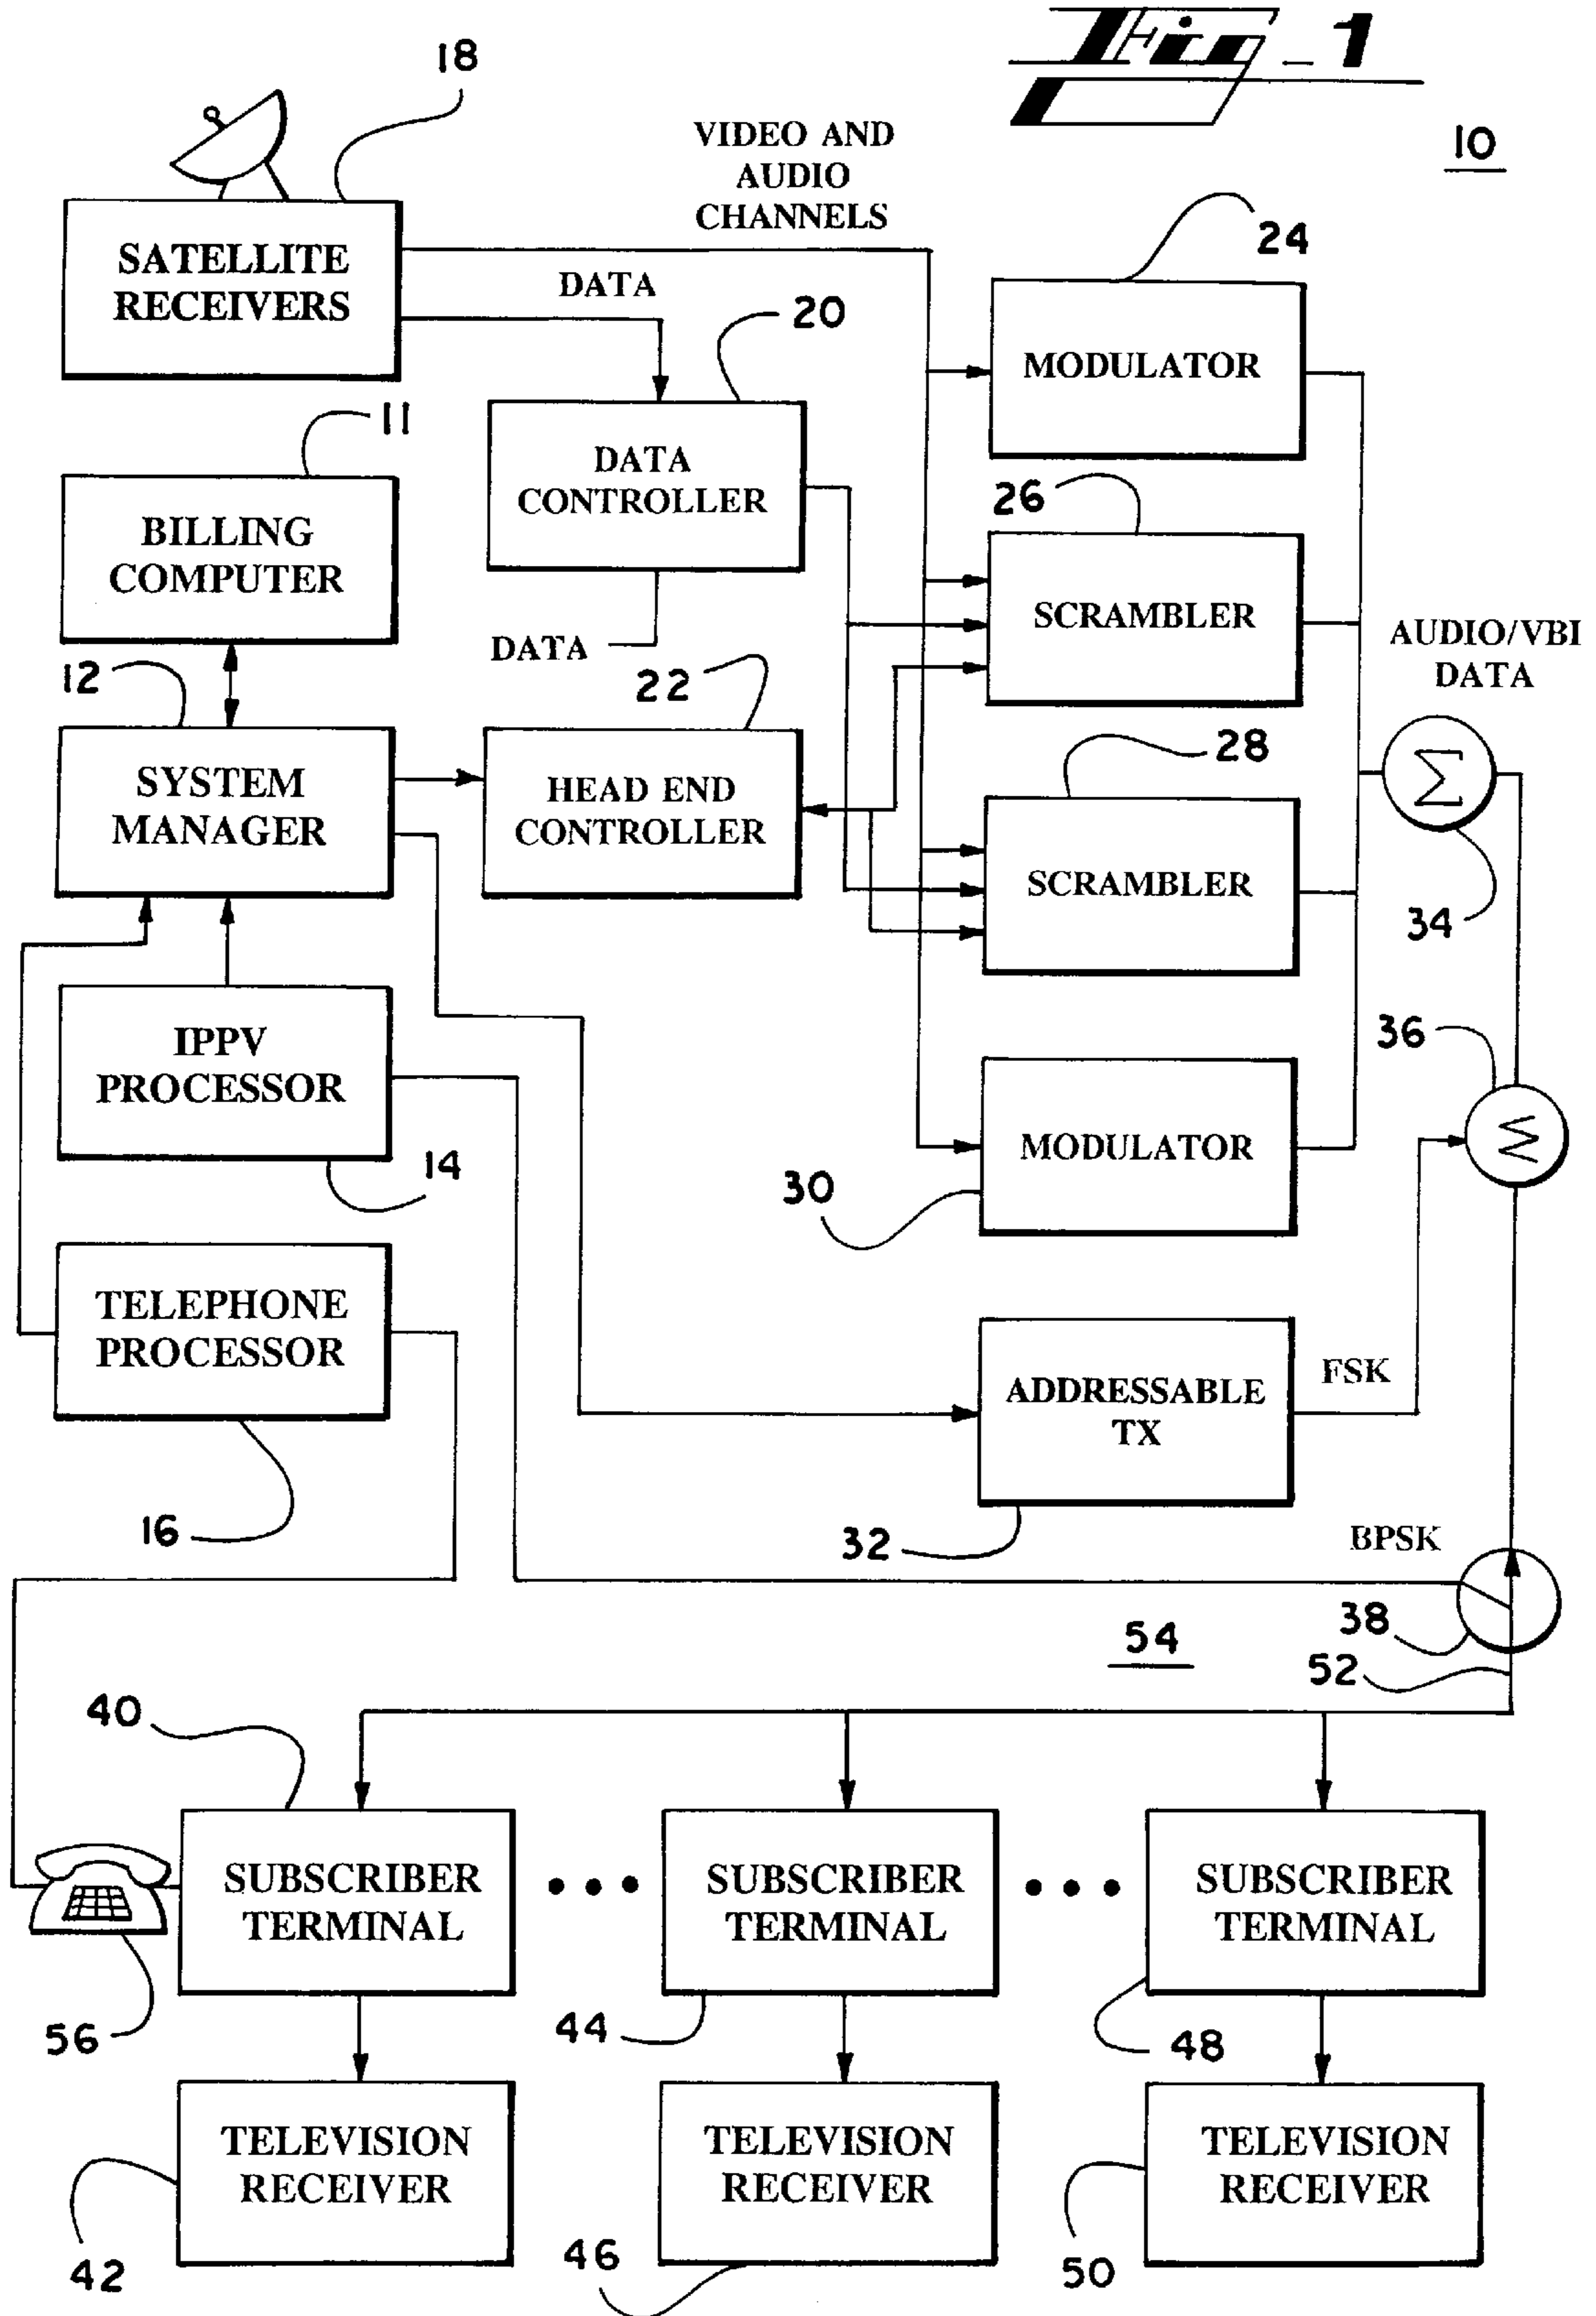 Fig_1
10
18
VIDEO AND
AUDIO
CHANNELS
24
SATELLITE
RECEIVERS
DATA
20
MODULATOR
11
DATA
CONTROLLER
26
BILLING
COMPUTER
SCRAMBLER
AUDIO/VBI
DATA
DATA
12
22
28
SYSTEM
MANAGER
HEAD END
CONTROLLER
Σ
SCRAMBLER
34
36
IPPV
PROCESSOR
Σ
MODULATOR
14
30
TELEPHONE
PROCESSOR
ADDRESSABLE
TX
FSK
16
32
BPSK
38
54
52
40
SUBSCRIBER
TERMINAL
SUBSCRIBER
TERMINAL
SUBSCRIBER
TERMINAL
56
44
48
TELEVISION
RECEIVER
TELEVISION
RECEIVER
TELEVISION
RECEIVER
42
46
50